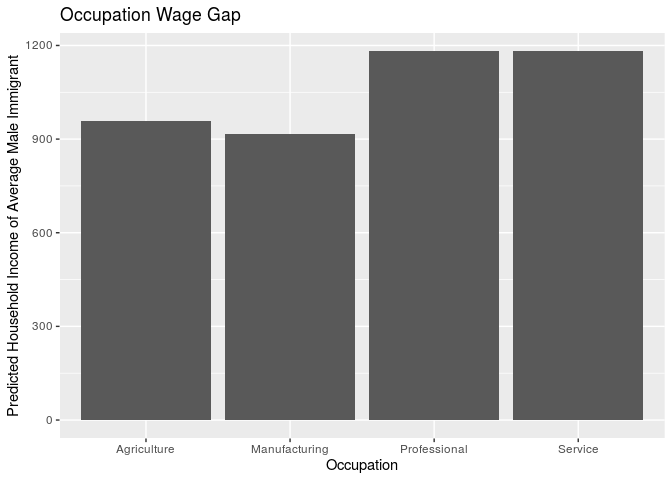 Occupation Wage Gap
Predicted Household Income of Average Male Immigrant
1200
900
600
300
0
Agriculture
Manufacturing
Professional
Service
Occupation